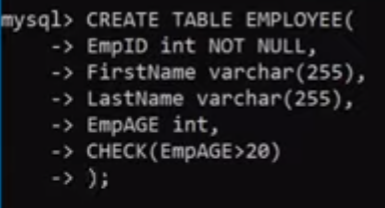 mysql> CREATE TABLE EMPLOYEE(
-> EmpID int NOT NULL,
-> FirstName varchar(255),
-> LastName varchar(255),
-> EmpAGE int,
-> CHECK(EmpAGE>20)
-> );